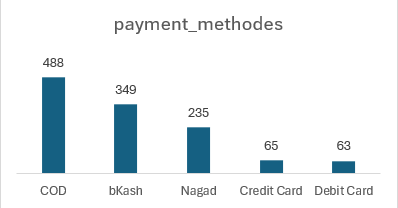 payment_methodes
488
349
235
65
63
COD
bKash
Nagad
Credit Card
Debit Card